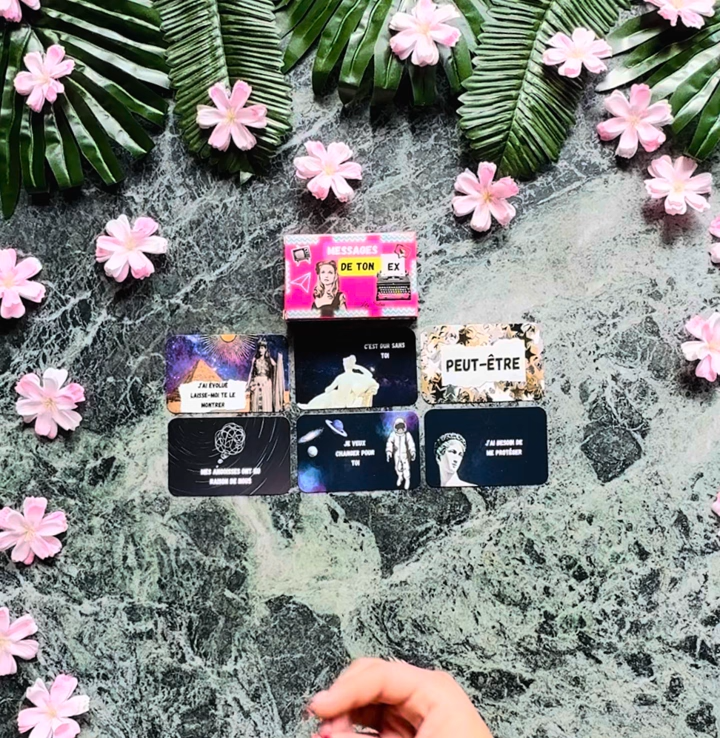 MESSAGES
DE TON EX
J'AI ÉVOLUÉ
LAISSE-MOI TE LE
MONTRER
C'EST DUR SANS
TOI
PEUT-ÊTRE
MES ANGOISSES ONT EU
RAISON DE NOUS
JE VEUX
CHANGER POUR
TOI
J'AI BESOIN DE
ME PROTÉGER